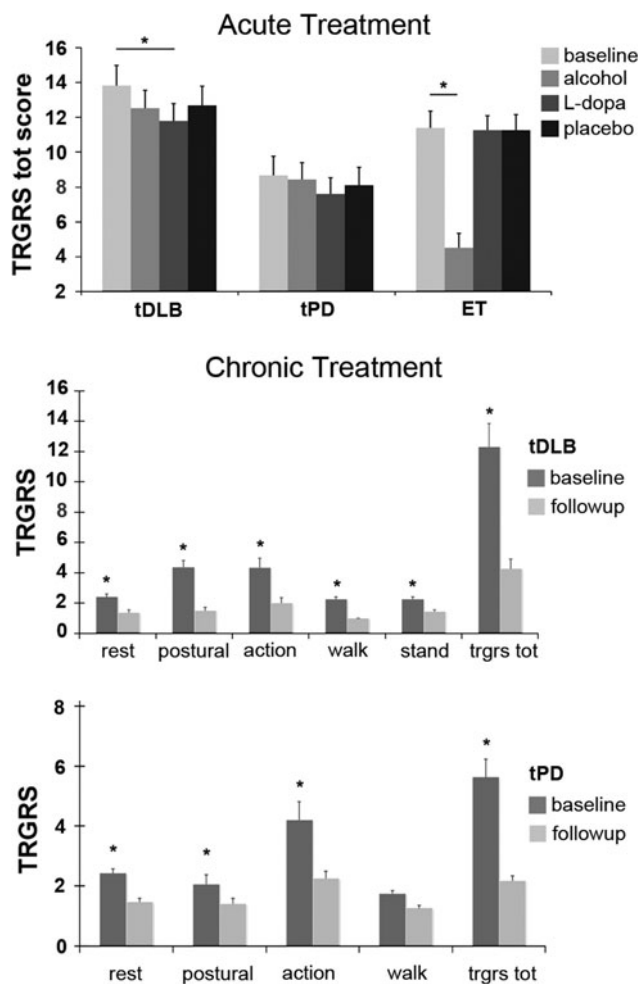 Acute Treatment
TRGRS tot score
16
14
12
10
8
6
4
2
*
*
baseline
alcohol
L-dopa
placebo
tDLB tPD ET
Chronic Treatment
TRGRS
16
14
12
10
8
6
4
2
0
* * * * * *
tDLB
baseline
followup
rest postural action walk stand trgrs tot
TRGRS
8
6
4
2
0
* * * *
tPD
baseline
followup
rest postural action walk trgrs tot